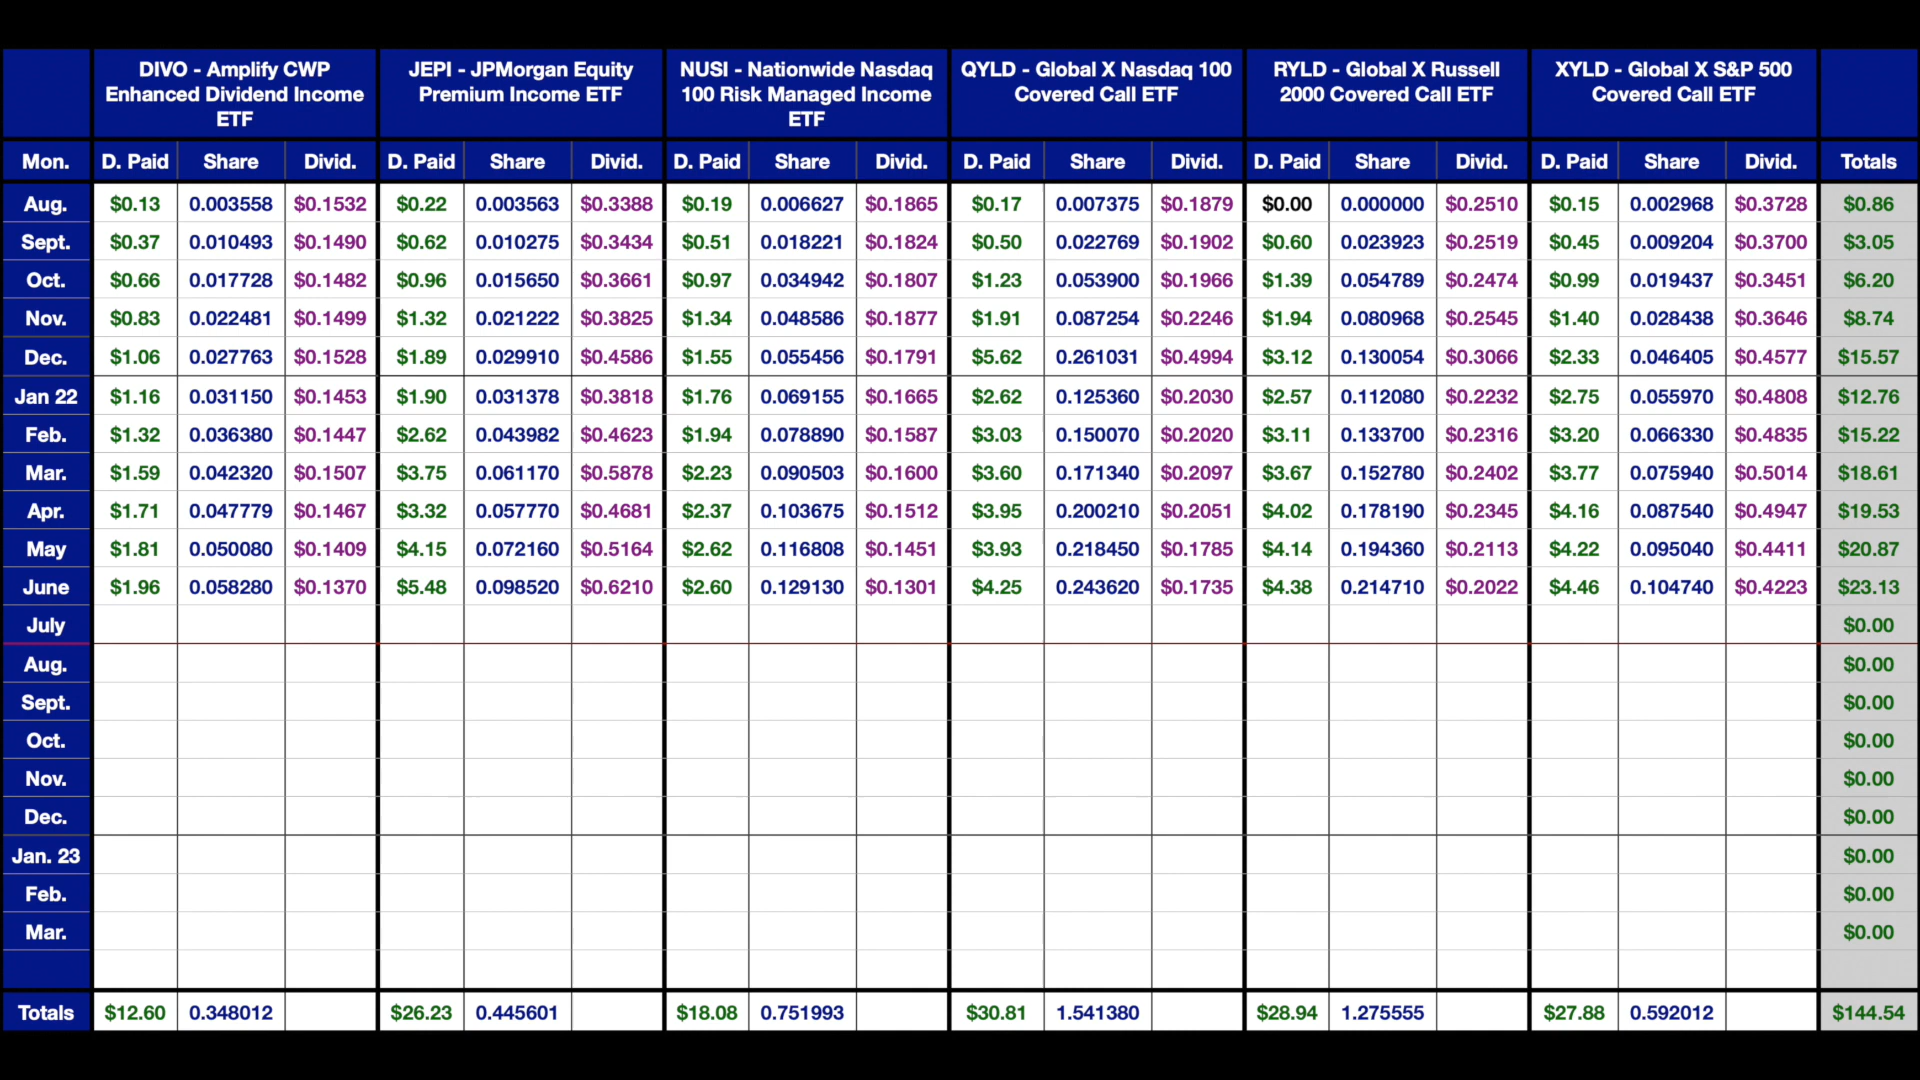 DIVO - Amplify CWP Enhanced Dividend Income ETF JEPI - JPMorgan Equity Premium Income ETF NUSI - Nationwide Nasdaq 100 Risk Managed Income ETF QYLD - Global X Nasdaq 100 Covered Call ETF RYLD - Global X Russell 2000 Covered Call ETF XYLD - Global X S&P 500 Covered Call ETF
Mon. D. Paid Share Divid. D. Paid Share Divid. D. Paid Share Divid. D. Paid Share Divid. D. Paid Share Divid. D. Paid Share Divid. Totals
Aug. $0.13 0.003558 $0.1532 $0.22 0.003563 $0.3388 $0.19 0.006627 $0.1865 $0.17 0.007375 $0.1879 $0.00 0.000000 $0.2510 $0.15 0.002968 $0.3728 $0.86
Sept. $0.37 0.010493 $0.1490 $0.62 0.010275 $0.3434 $0.51 0.018221 $0.1824 $0.50 0.022769 $0.1902 $0.60 0.023923 $0.2519 $0.45 0.009204 $0.3700 $3.05
Oct. $0.66 0.017728 $0.1482 $0.96 0.015650 $0.3661 $0.97 0.034942 $0.1807 $1.23 0.053900 $0.1966 $1.39 0.054789 $0.2474 $0.99 0.019437 $0.3451 $6.20
Nov. $0.83 0.022481 $0.1499 $1.32 0.021222 $0.3825 $1.34 0.048586 $0.1877 $1.91 0.087254 $0.2246 $1.94 0.080968 $0.2545 $1.40 0.028438 $0.3646 $8.74
Dec. $1.06 0.027763 $0.1528 $1.89 0.029910 $0.4586 $1.55 0.055456 $0.1791 $5.62 0.261031 $0.4994 $3.12 0.130054 $0.3066 $2.33 0.046405 $0.4577 $15.57
Jan 22 $1.16 0.031150 $0.1453 $1.90 0.031378 $0.3818 $1.76 0.069155 $0.1665 $2.62 0.125360 $0.2030 $2.57 0.112080 $0.2232 $2.75 0.055970 $0.4808 $12.76
Feb. $1.32 0.036380 $0.1447 $2.62 0.043982 $0.4623 $1.94 0.078890 $0.1587 $3.03 0.150070 $0.2020 $3.11 0.133700 $0.2316 $3.20 0.066330 $0.4835 $15.22
Mar. $1.59 0.042320 $0.1507 $3.75 0.061170 $0.5878 $2.23 0.090503 $0.1600 $3.60 0.171340 $0.2097 $3.67 0.152780 $0.2402 $3.77 0.075940 $0.5014 $18.61
Apr. $1.71 0.047779 $0.1467 $3.32 0.057770 $0.4681 $2.37 0.103675 $0.1512 $3.95 0.200210 $0.2051 $4.02 0.178190 $0.2345 $4.16 0.087540 $0.4947 $19.53
May $1.81 0.050080 $0.1409 $4.15 0.072160 $0.5164 $2.62 0.116808 $0.1451 $3.93 0.218450 $0.1785 $4.14 0.194360 $0.2113 $4.22 0.095040 $0.4411 $20.87
June $1.96 0.058280 $0.1370 $5.48 0.098520 $0.6210 $2.60 0.129130 $0.1301 $4.25 0.243620 $0.1735 $4.38 0.214710 $0.2022 $4.46 0.104740 $0.4223 $23.13
July $0.00
Aug. $0.00
Sept. $0.00
Oct. $0.00
Nov. $0.00
Dec. $0.00
Jan. 23 $0.00
Feb. $0.00
Mar. $0.00
Totals $12.60 0.348012 $26.23 0.445601 $18.08 0.751993 $30.81 1.541380 $28.94 1.275555 $27.88 0.592012 $144.54